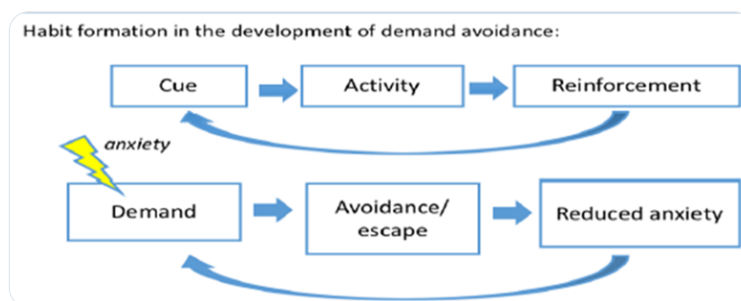 Habit formation in the development of demand avoidance:
Cue
Activity
Reinforcement
anxiety
Demand
Avoidance/
escape
Reduced anxiety